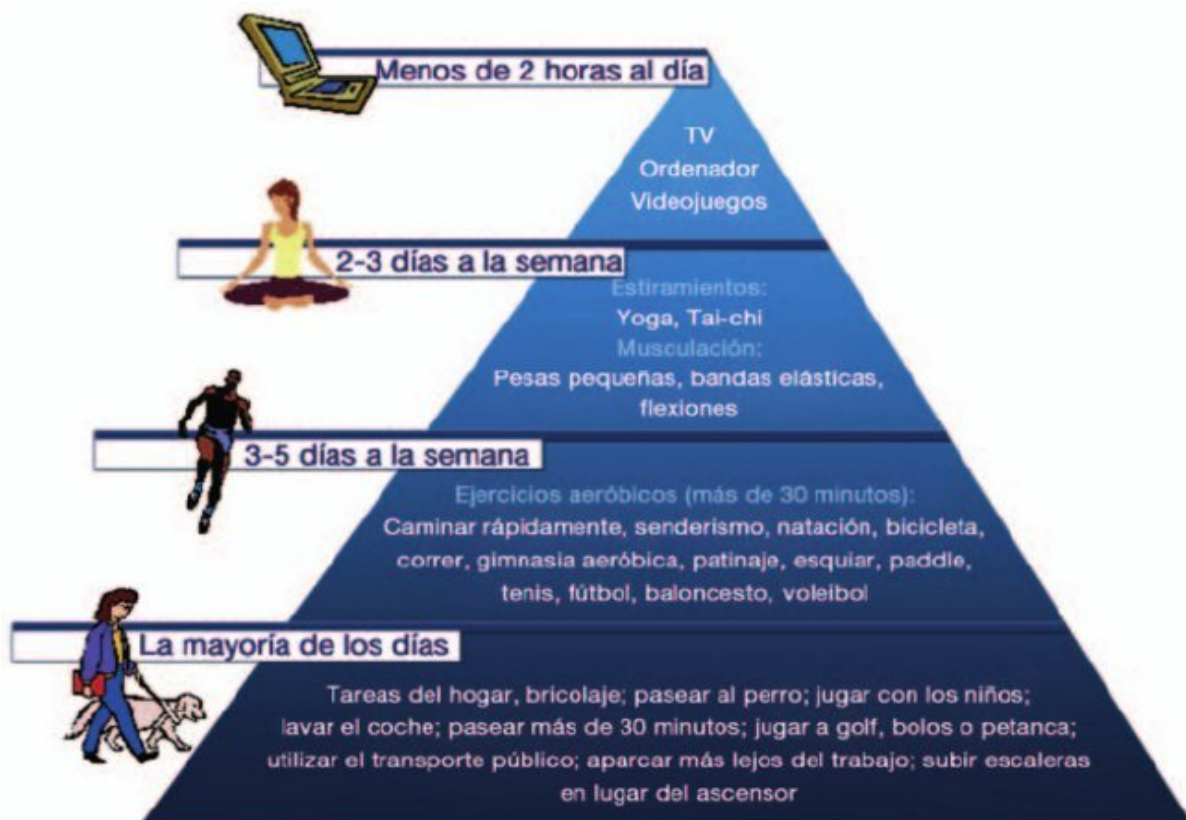 Menos de 2 horas al día
TV
Ordenador
Videojuegos
2-3 días a la semana
Estiramientos:
Yoga, Tai-chi
Musculación:
Pesas pequeñas, bandas elásticas,
flexiones
3-5 días a la semana
Ejercicios aeróbicos (más de 30 minutos):
Caminar rápidamente, senderismo, natación, bicicleta,
correr, gimnasia aeróbica, patinaje, esquiar, paddle,
tenis, fútbol, baloncesto, voleibol
La mayoría de los días
Tareas del hogar, bricolaje; pasear al perro; jugar con los niños;
lavar el coche; pasear más de 30 minutos; jugar a golf, bolos o petanca;
utilizar el transporte público; aparcar más lejos del trabajo; subir escaleras
en lugar del ascensor